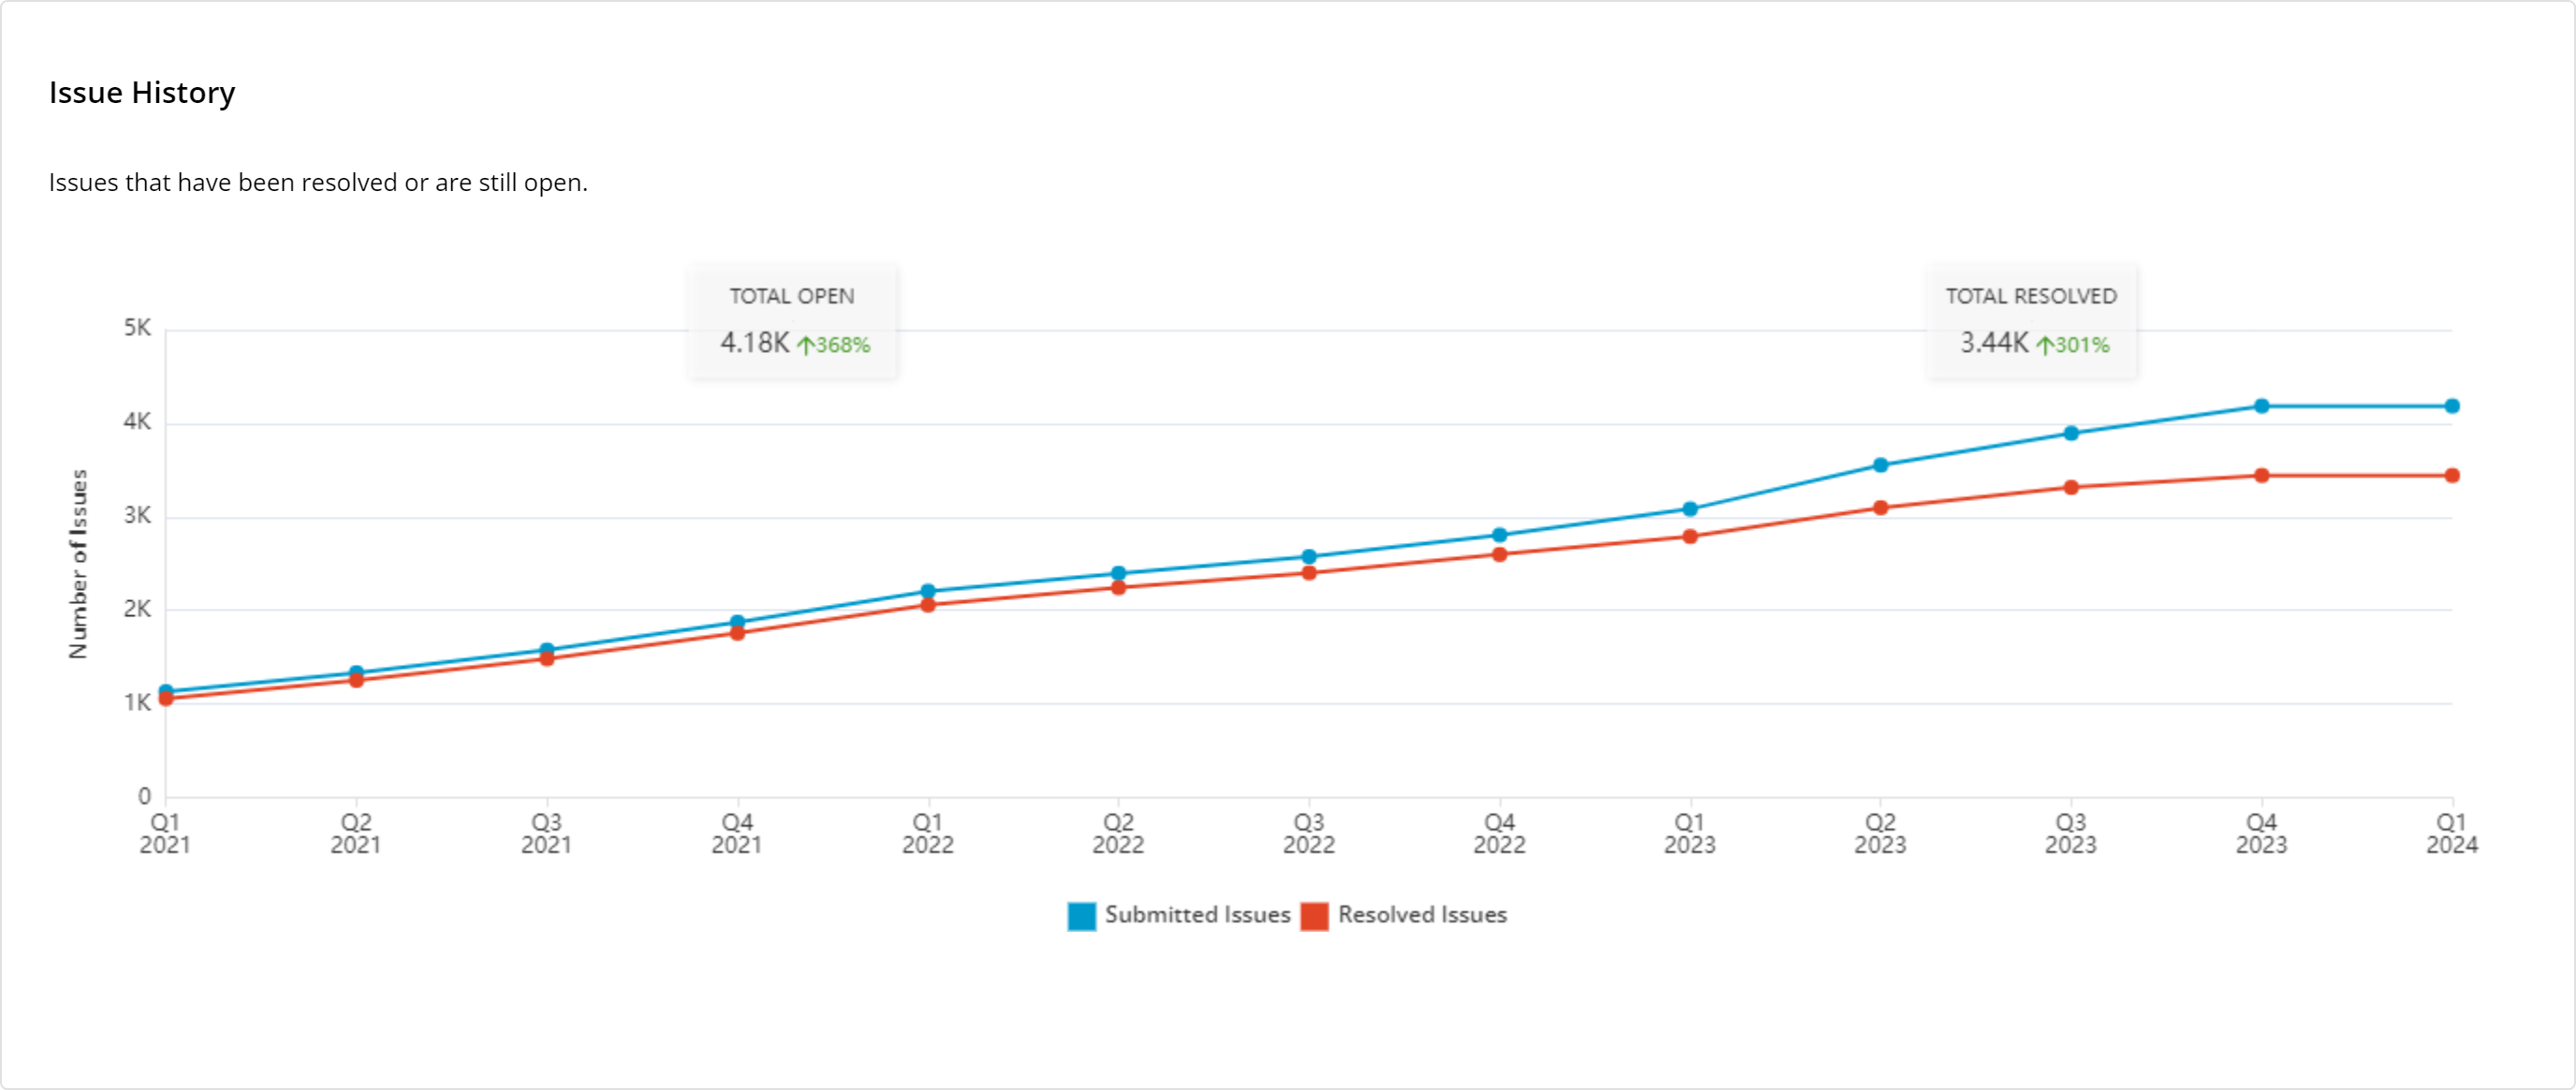 Issue History
Issues that have been resolved or are still open.
TOTAL OPEN
4.18K ↑368%
TOTAL RESOLVED
3.44K ↑301%
Number of Issues
5K
4K
3K
2K
1K
0
Q1 2021
Q2 2021
Q3 2021
Q4 2021
Q1 2022
Q2 2022
Q3 2022
Q4 2022
Q1 2023
Q2 2023
Q3 2023
Q4 2023
Q1 2024
Submitted Issues
Resolved Issues